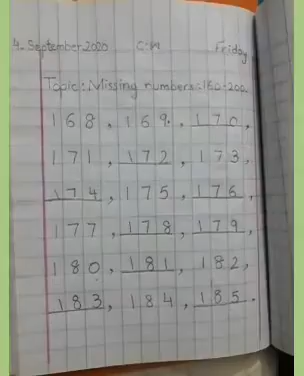 4. September 2020 C.W Friday
Topic: Missing numbers: 150-200
168, 169, 170,
171, 172, 173,
174, 175, 176,
177, 178, 179,
180, 181, 182,
183, 184, 185.